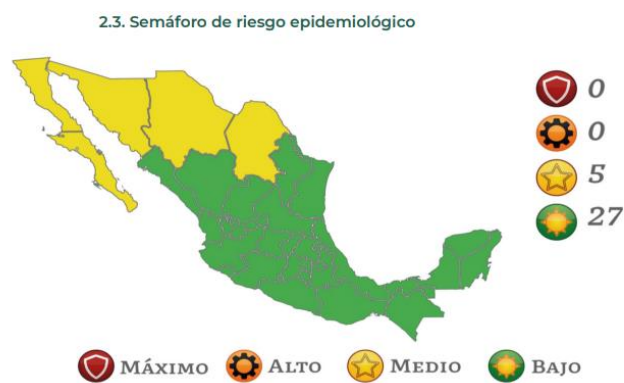 2.3. Semáforo de riesgo epidemiológico
0
0
5
27
MÁXIMO ALTO MEDIO BAJO